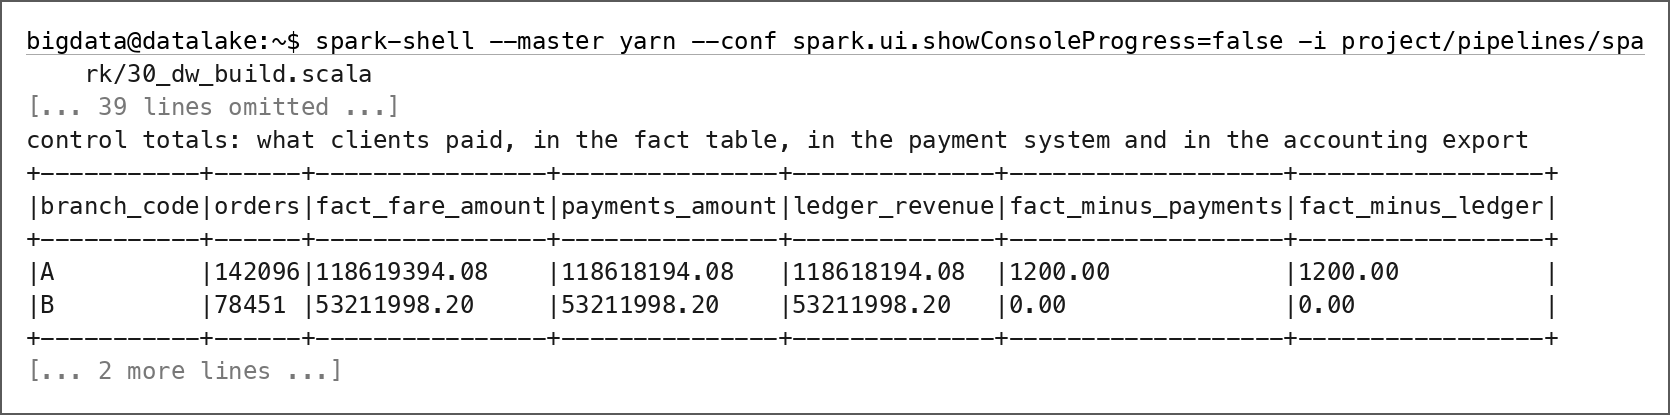 bigdata@datalake:~$ spark-shell --master yarn --conf spark.ui.showConsoleProgress=false -i project/pipelines/spa
    rk/30_dw_build.scala
[... 39 lines omitted ...]
control totals: what clients paid, in the fact table, in the payment system and in the accounting export
+-----------+------+----------------+---------------+--------------+-------------------+-----------------+
|branch_code|orders|fact_fare_amount|payments_amount|ledger_revenue|fact_minus_payments|fact_minus_ledger|
+-----------+------+----------------+---------------+--------------+-------------------+-----------------+
|A          |142096|118619394.08    |118618194.08   |118618194.08  |1200.00            |1200.00          |
|B          |78451 |53211998.20     |53211998.20    |53211998.20   |0.00               |0.00             |
+-----------+------+----------------+---------------+--------------+-------------------+-----------------+
[... 2 more lines ...]